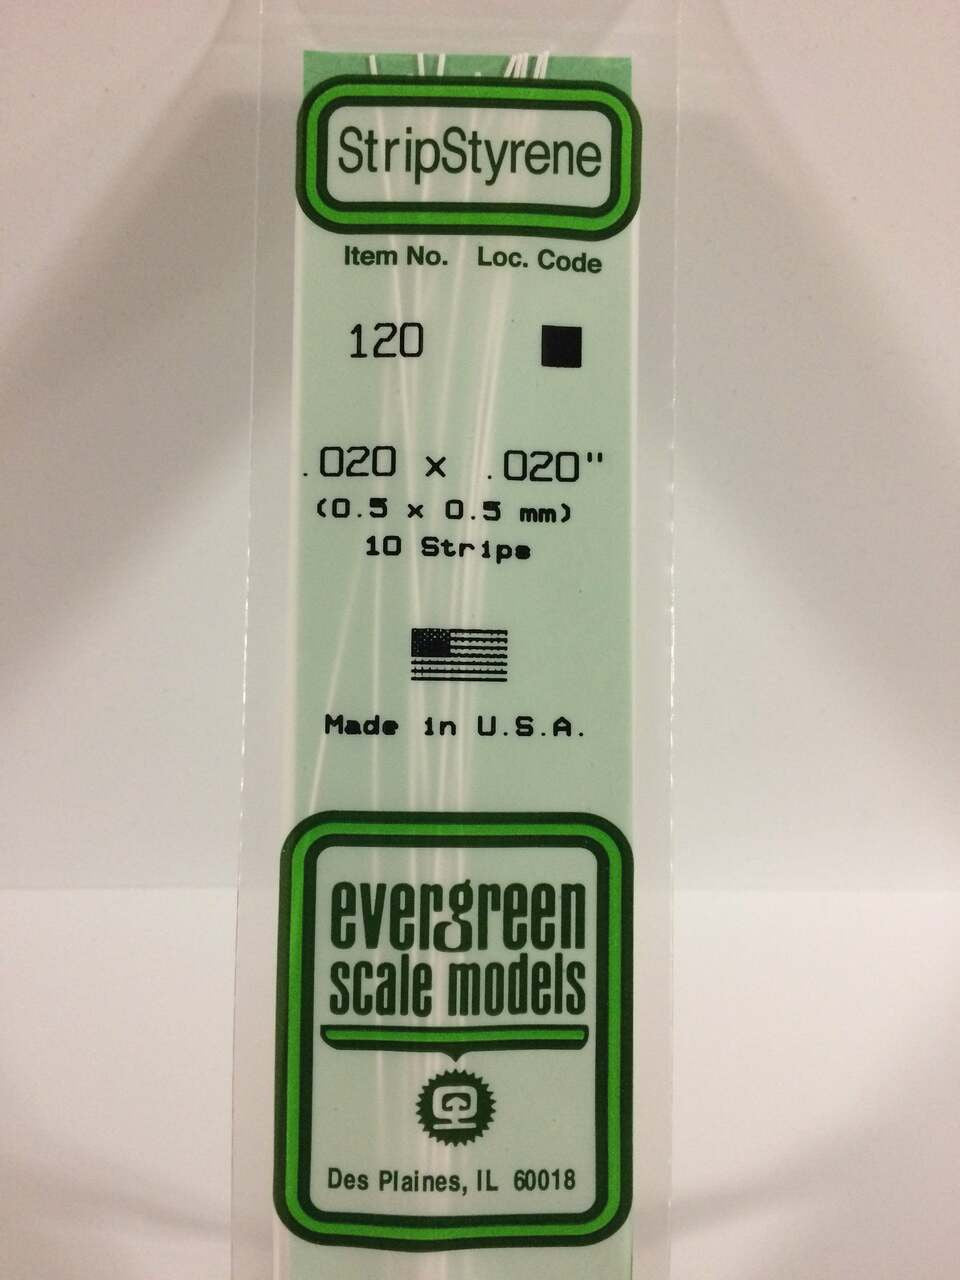 StripStyrene
Item No. Loc. Code
120
.020 x .020"
(0.5 x 0.5 mm)
10 Strips
Made in U.S.A.
evergreen
scale models
Des Plaines, IL 60018